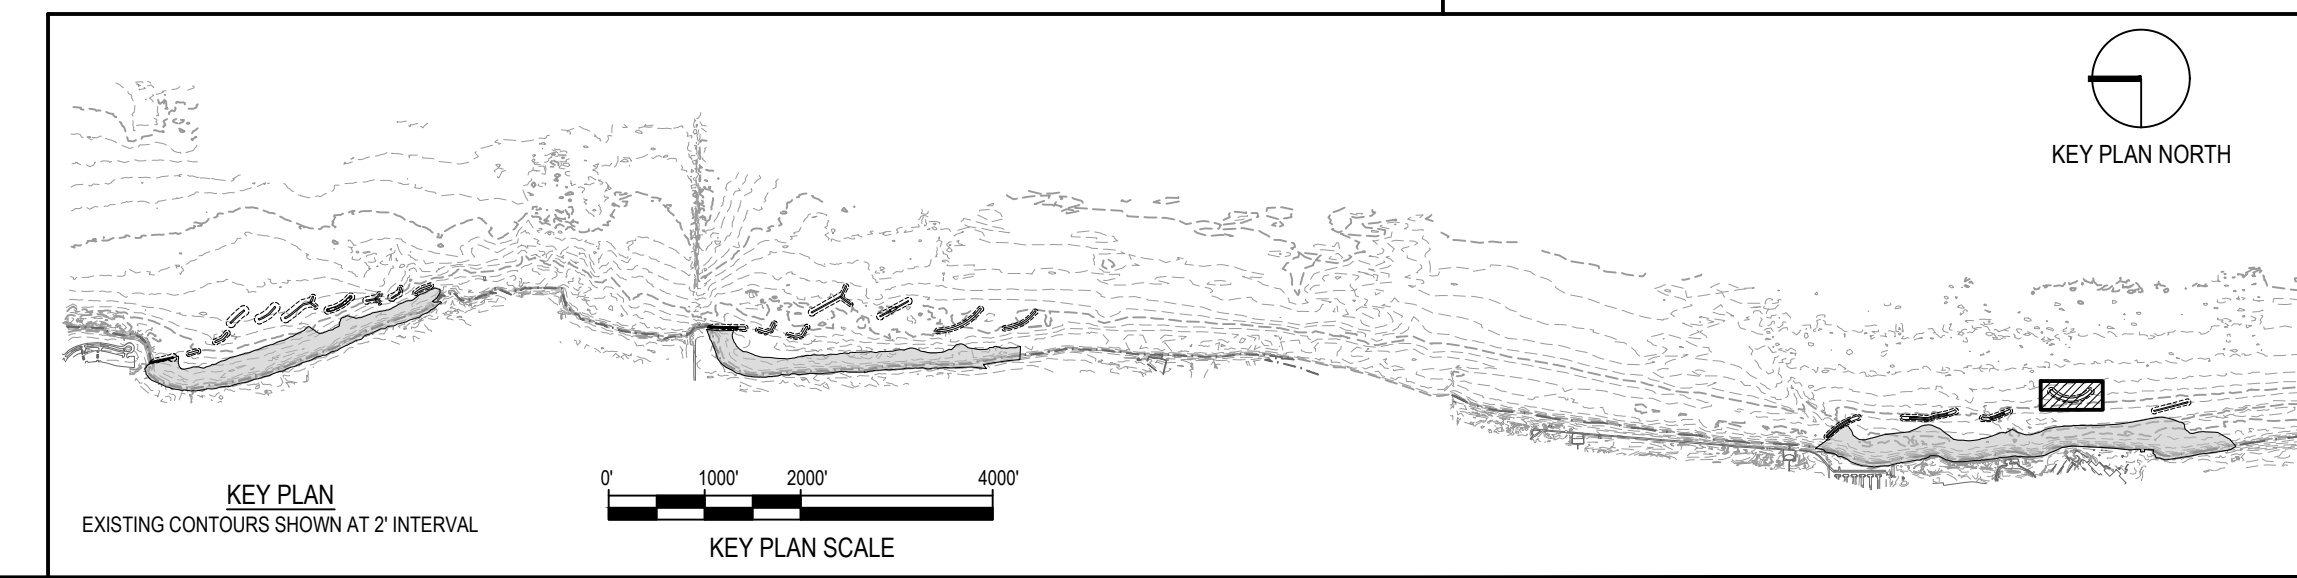 KEY PLAN NORTH
KEY PLAN
EXISTING CONTOURS SHOWN AT 2' INTERVAL
0' 1000' 2000' 4000'
KEY PLAN SCALE